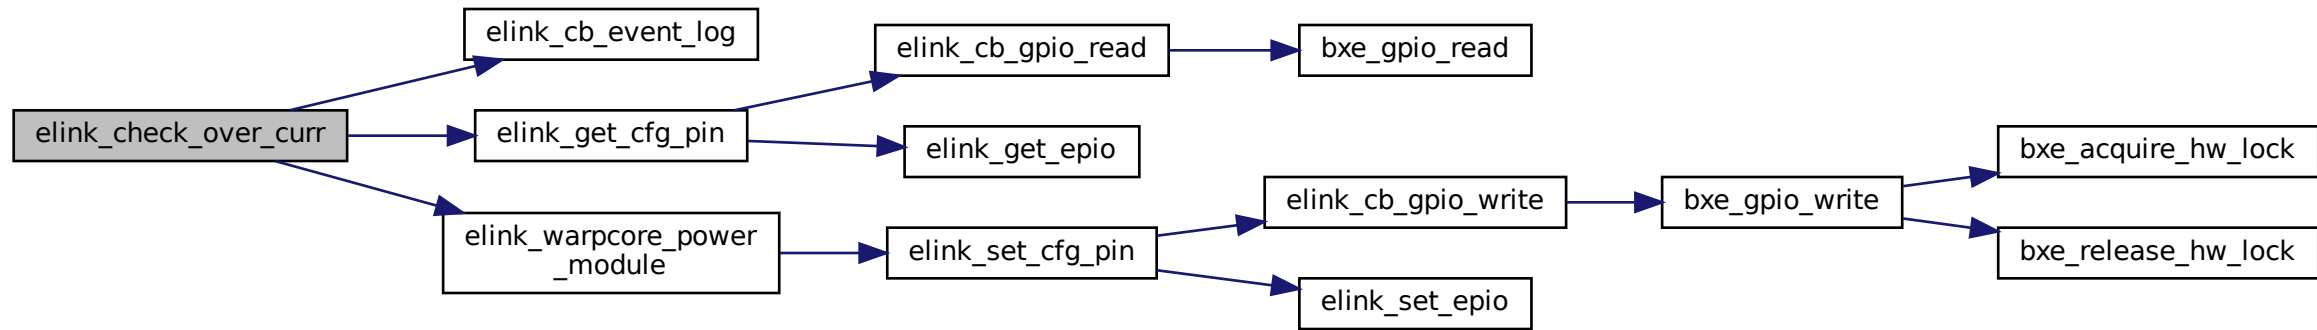 elink_check_over_curr
elink_cb_event_log
elink_get_cfg_pin
elink_warpcore_power
_module
elink_cb_gpio_read
elink_get_epio
elink_set_cfg_pin
bxe_gpio_read
elink_cb_gpio_write
elink_set_epio
bxe_gpio_write
bxe_acquire_hw_lock
bxe_release_hw_lock